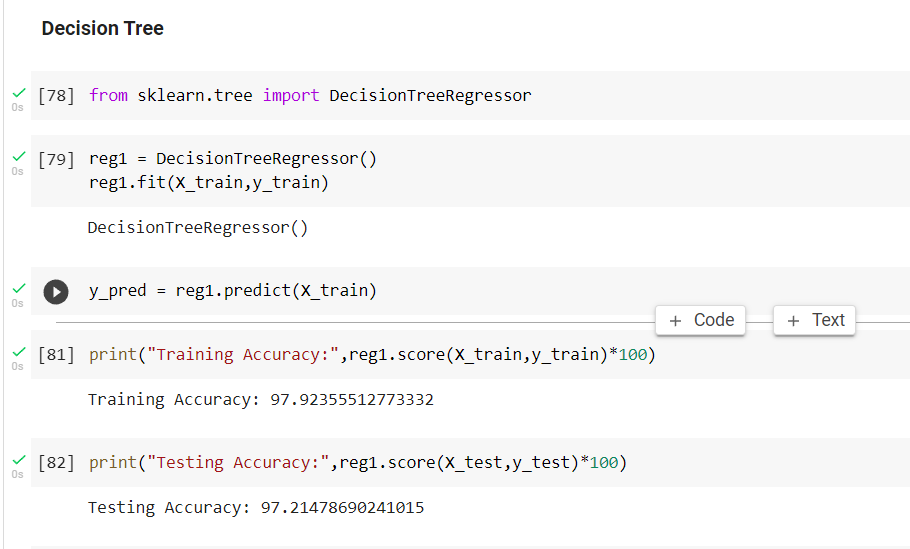 Decision Tree
0s
[78] from sklearn.tree import DecisionTreeRegressor
0s
[79] reg1 = DecisionTreeRegressor()
reg1.fit(X_train,y_train)
DecisionTreeRegressor()
0s
y_pred = reg1.predict(X_train)
+ Code + Text
0s
[81] print("Training Accuracy:",reg1.score(X_train,y_train)*100)
Training Accuracy: 97.92355512773332
0s
[82] print("Testing Accuracy:",reg1.score(X_test,y_test)*100)
Testing Accuracy: 97.21478690241015